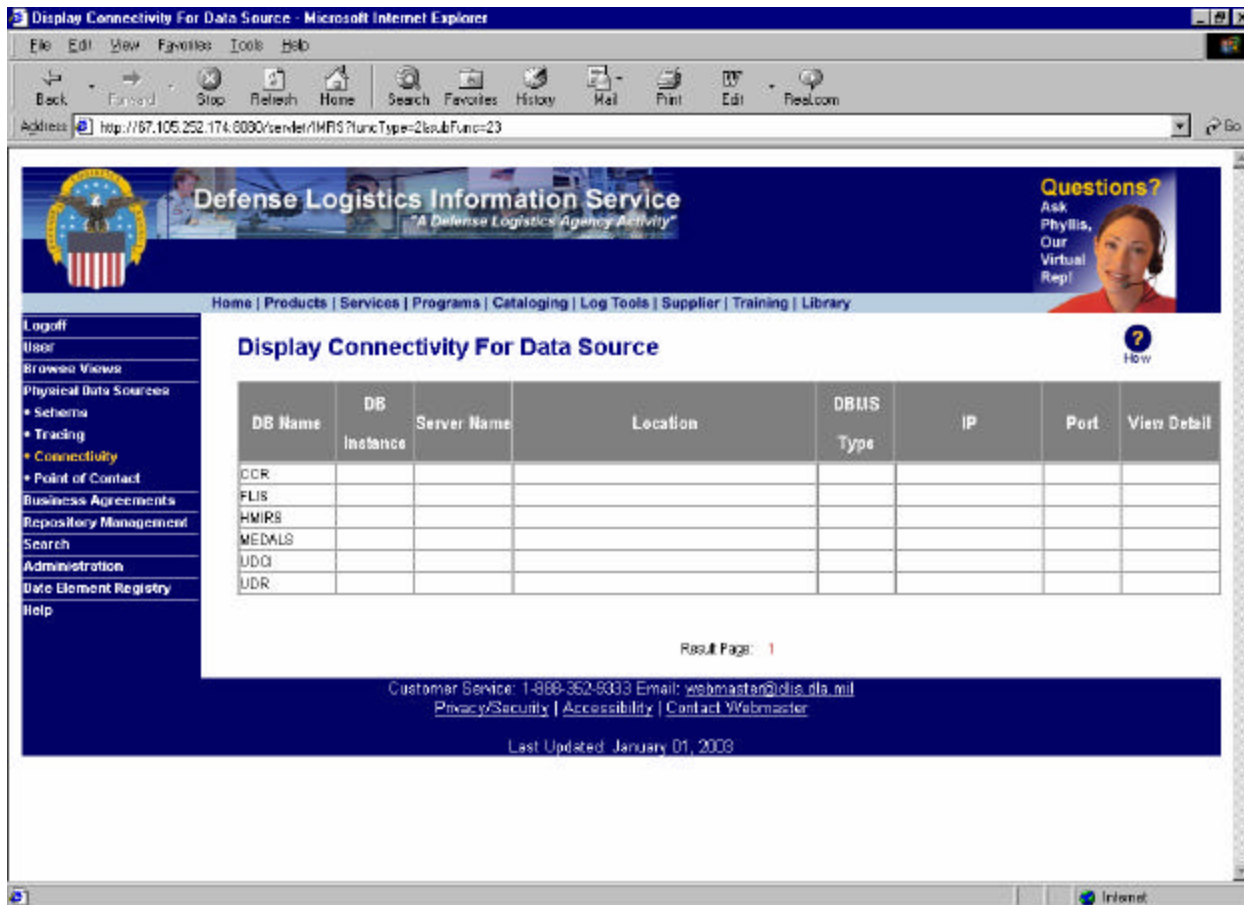 Display Connectivity For Data Source - Microsoft Internet Explorer
File Edit View Favorites Tools Help
Back Forward Stop Refresh Home Search Favorites History Mail Print Edit Real.com
Address http://67.105.252.174:8080/servlet/IMRS?funcType=2&subFunc=23 Go
Defense Logistics Information Service
"A Defense Logistics Agency Activity"
Questions?
Ask
Phyllis,
Our
Virtual
Rep!
Home | Products | Services | Programs | Cataloging | Log Tools | Supplier | Training | Library
Logoff
User
Browse Views
Physical Data Sources
• Schema
• Tracing
• Connectivity
• Point of Contact
Business Agreements
Repository Management
Search
Administration
Date Element Registry
Help
Display Connectivity For Data Source
?
How
DB Name DB Instance Server Name Location DBMS Type IP Port View Detail
CCR
FLIS
HMIRS
MEDALS
UDCI
UDR
Result Page: 1
Customer Service: 1-888-352-9333 Email: webmaster@dlis.dla.mil
Privacy/Security | Accessibility | Contact Webmaster
Last Updated: January 01, 2003
Internet